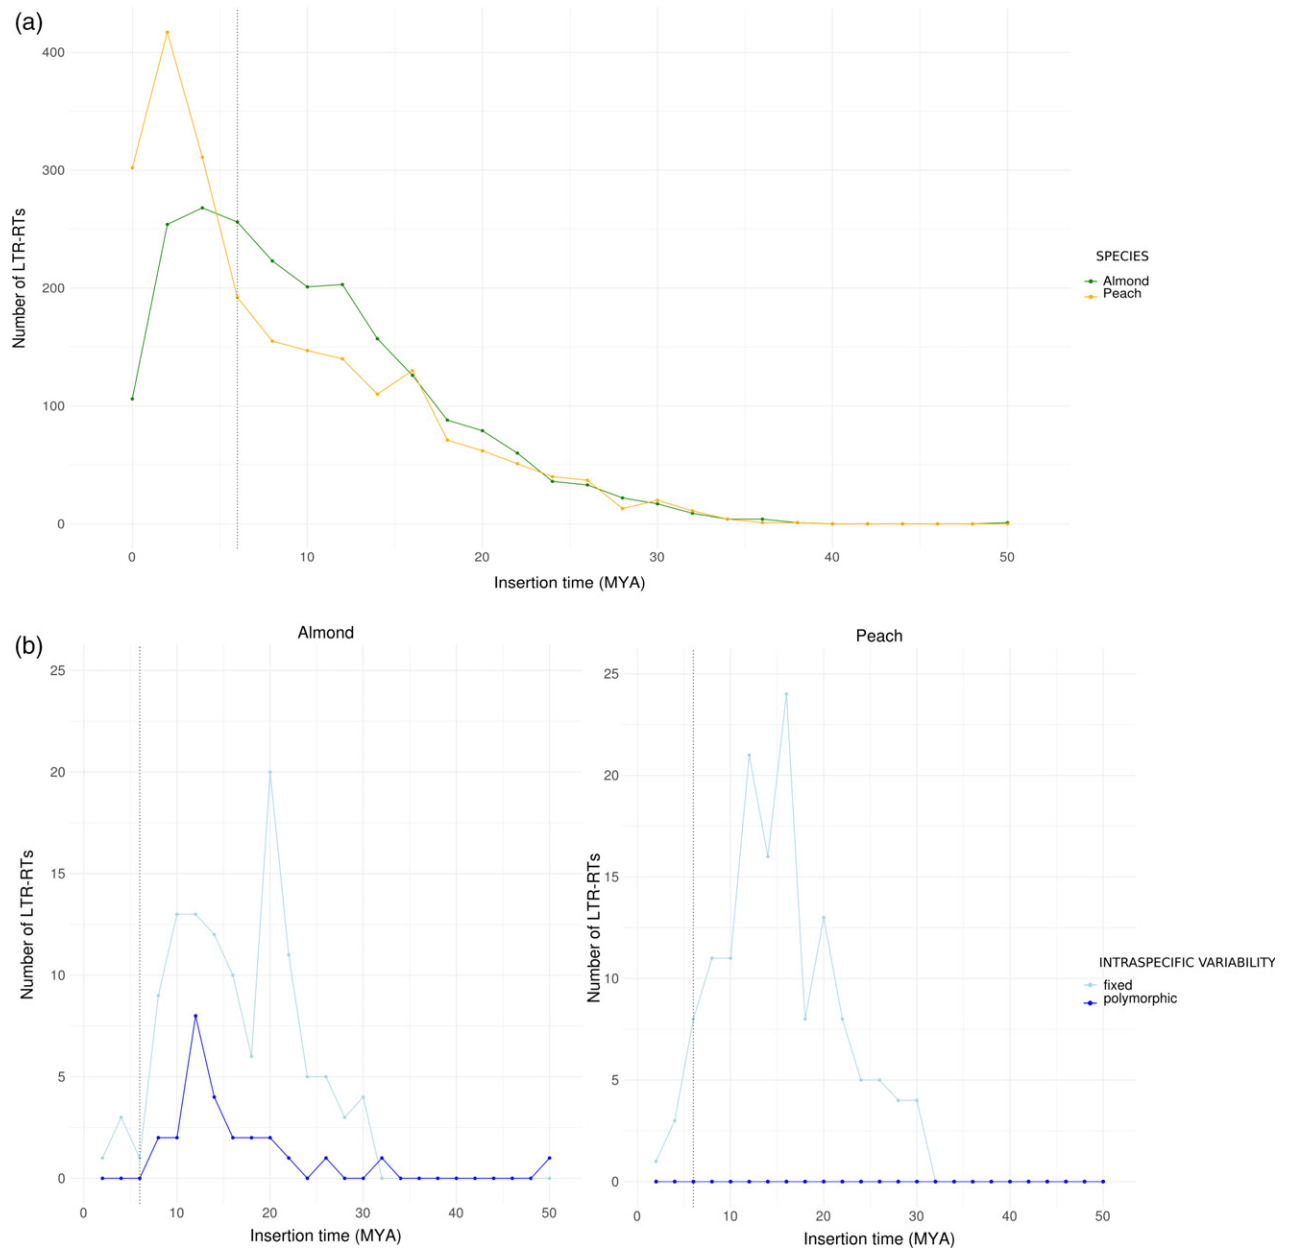 (a)
400
300
200
100
0
Number of LTR-RTs
0 10 20 30 40 50
Insertion time (MYA)
SPECIES
Almond
Peach
(b)
Almond
25
20
15
10
5
0
Number of LTR-RTs
0 10 20 30 40 50
Insertion time (MYA)
Peach
25
20
15
10
5
0
Number of LTR-RTs
0 10 20 30 40 50
Insertion time (MYA)
INTRASPECIFIC VARIABILITY
fixed
polymorphic